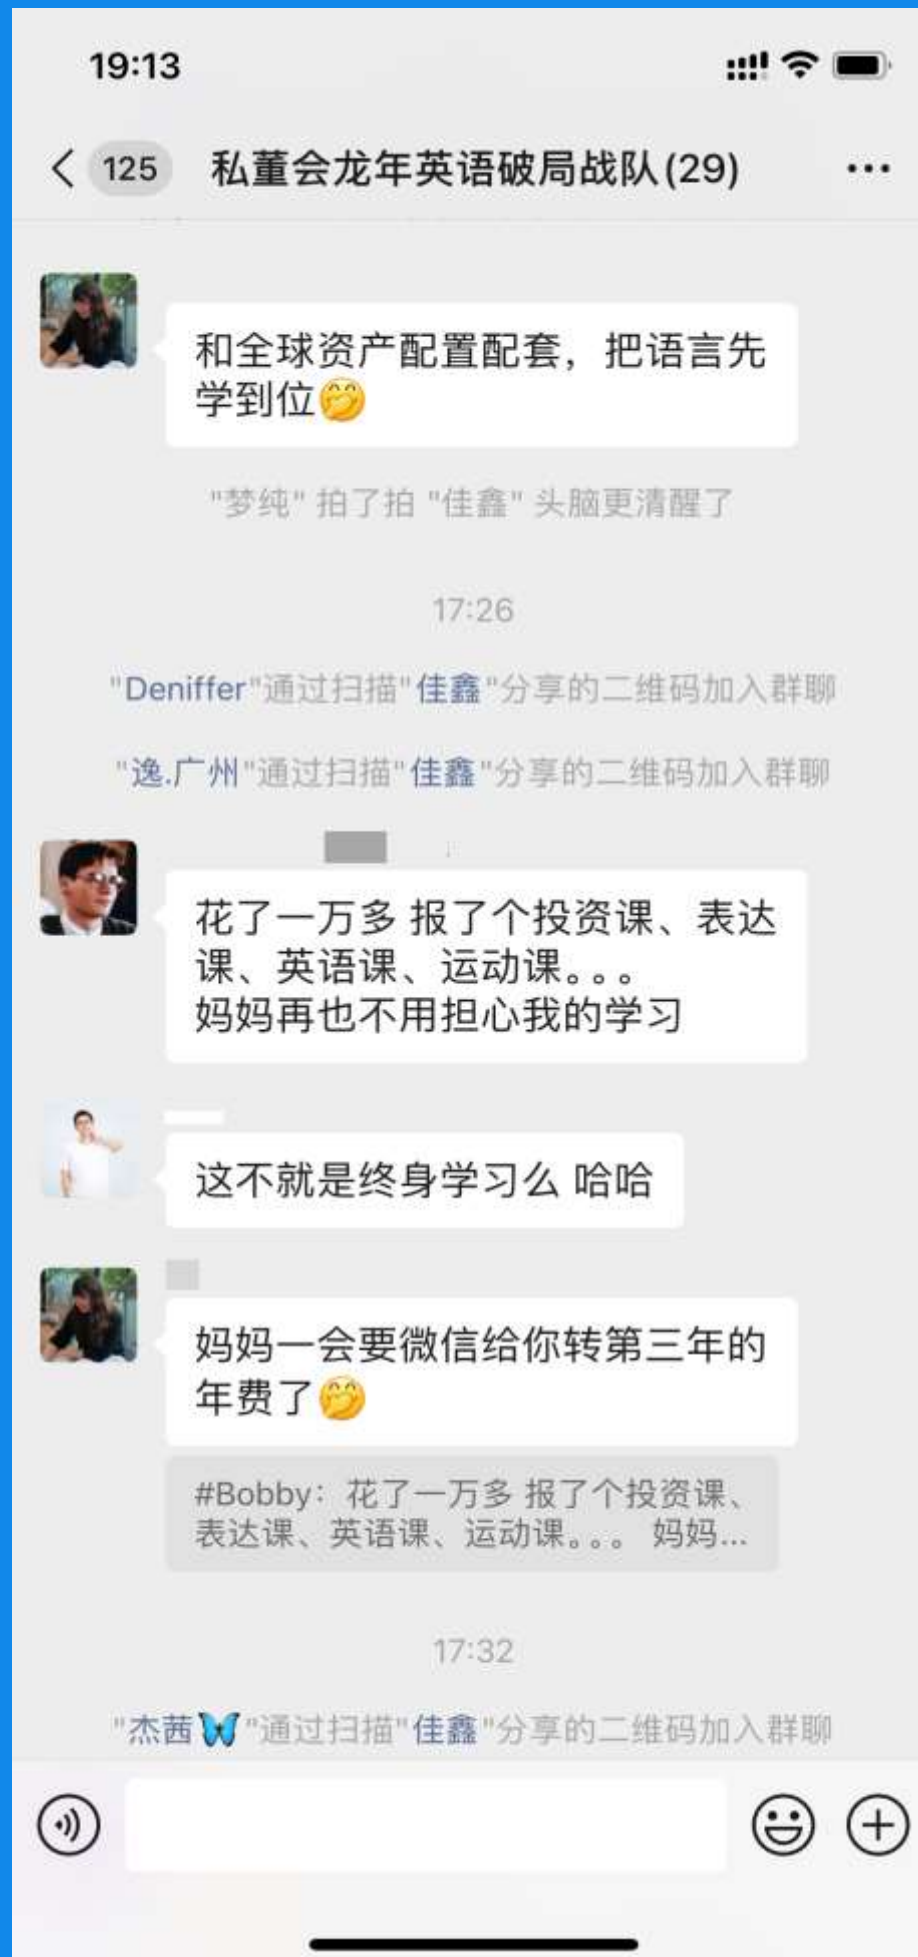 19:13
125 私董会龙年英语破局战队(29)
和全球资产配置配套，把语言先
学到位🤭
"梦纯" 拍了拍 "佳鑫" 头脑更清醒了
17:26
"Deniffer"通过扫描"佳鑫"分享的二维码加入群聊
"逸.广州"通过扫描"佳鑫"分享的二维码加入群聊
花了一万多 报了个投资课、表达
课、英语课、运动课。。。
妈妈再也不用担心我的学习
这不就是终身学习么 哈哈
妈妈一会要微信给你转第三年的
年费了🤭
#Bobby：花了一万多 报了个投资课、
表达课、英语课、运动课。。。 妈妈...
17:32
"杰茜🦋"通过扫描"佳鑫"分享的二维码加入群聊